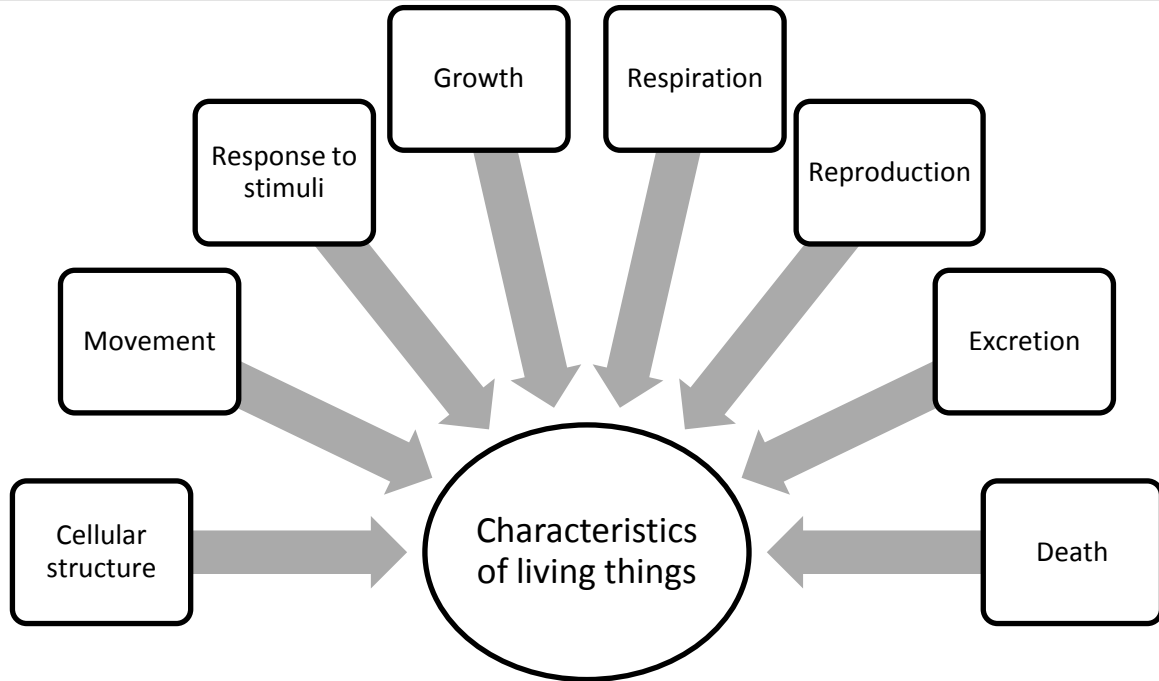 Growth
Respiration
Response to
stimuli
Reproduction
Movement
Excretion
Cellular
structure
Characteristics
of living things
Death